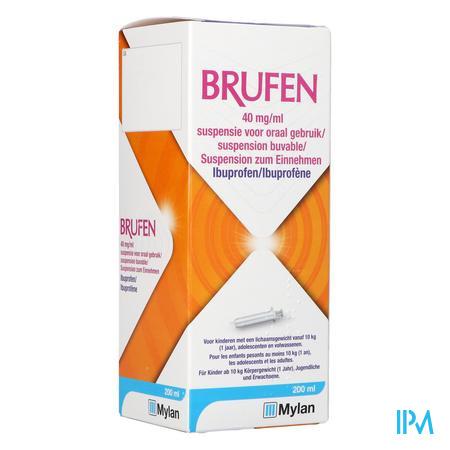 BRUFEN
40 mg/ml
suspensie voor oraal gebruik/
suspension buvable/
Suspension zum Einnehmen
Ibuprofen/Ibuprofène
Voor kinderen met een lichaamsgewicht vanaf 10 kg
(1 jaar), adolescenten en volwassenen.
Pour les enfants pesants au moins 10 kg (1 an),
les adolescents et les adultes.
Für Kinder ab 10 kg Körpergewicht (1 Jahr), Jugendliche
und Erwachsene.
200 ml
Mylan
BRUFEN
40 mg/ml
suspensie voor oraal gebruik/
suspension buvable/
Suspension zum Einnehmen
Ibuprofen/
Ibuprofène
200 ml
Mylan
IPM